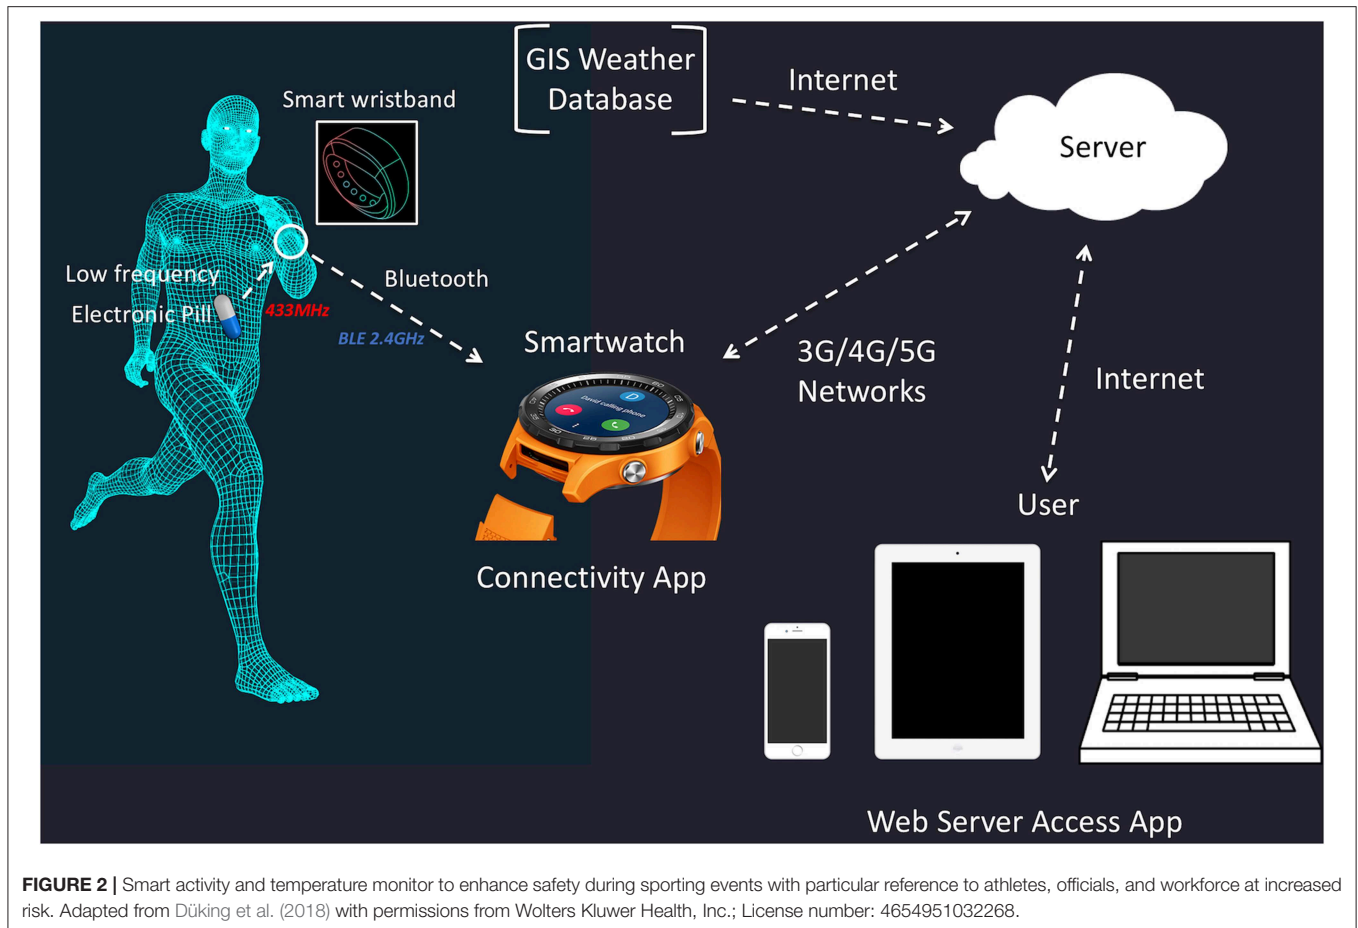 GIS Weather
Database
Internet
Smart wristband
Server
Low frequency
Electronic Pill
433MHz
Bluetooth
BLE 2.4GHz
Smartwatch
David calling phone
D
3G/4G/5G
Networks
Internet
User
Connectivity App
Web Server Access App
FIGURE 2 | Smart activity and temperature monitor to enhance safety during sporting events with particular reference to athletes, officials, and workforce at increased
risk. Adapted from Düking et al. (2018) with permissions from Wolters Kluwer Health, Inc.; License number: 4654951032268.